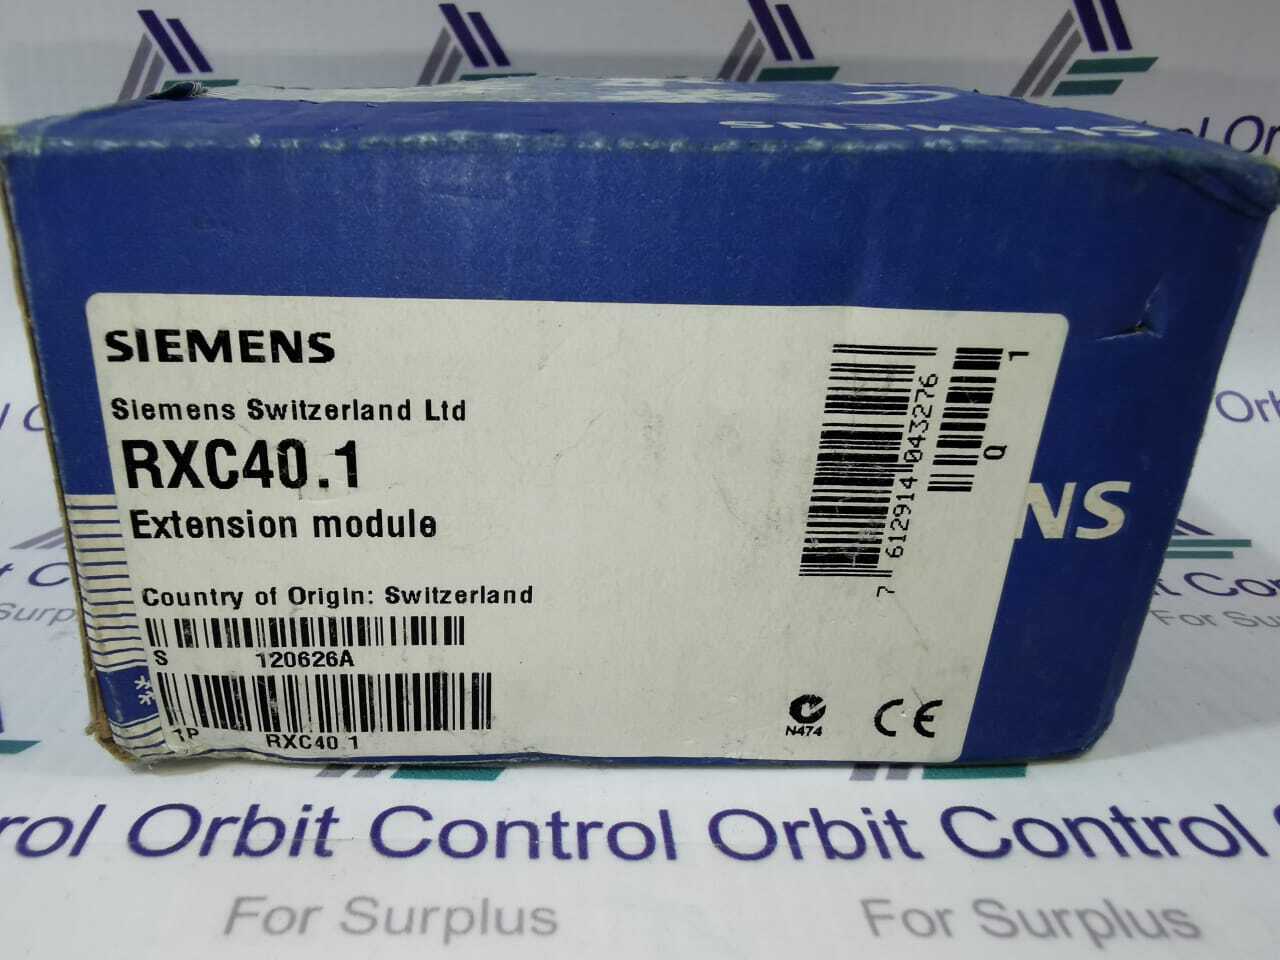 SIEMENS
SIEMENS
Siemens Switzerland Ltd
RXC40.1
Extension module
Country of Origin: Switzerland
S 120626A
1P RXC40.1
7 612914 043276
1
Q
N474
CE
NS
**
rol Orbit Control Orbit Control
For Surplus
For Surplus